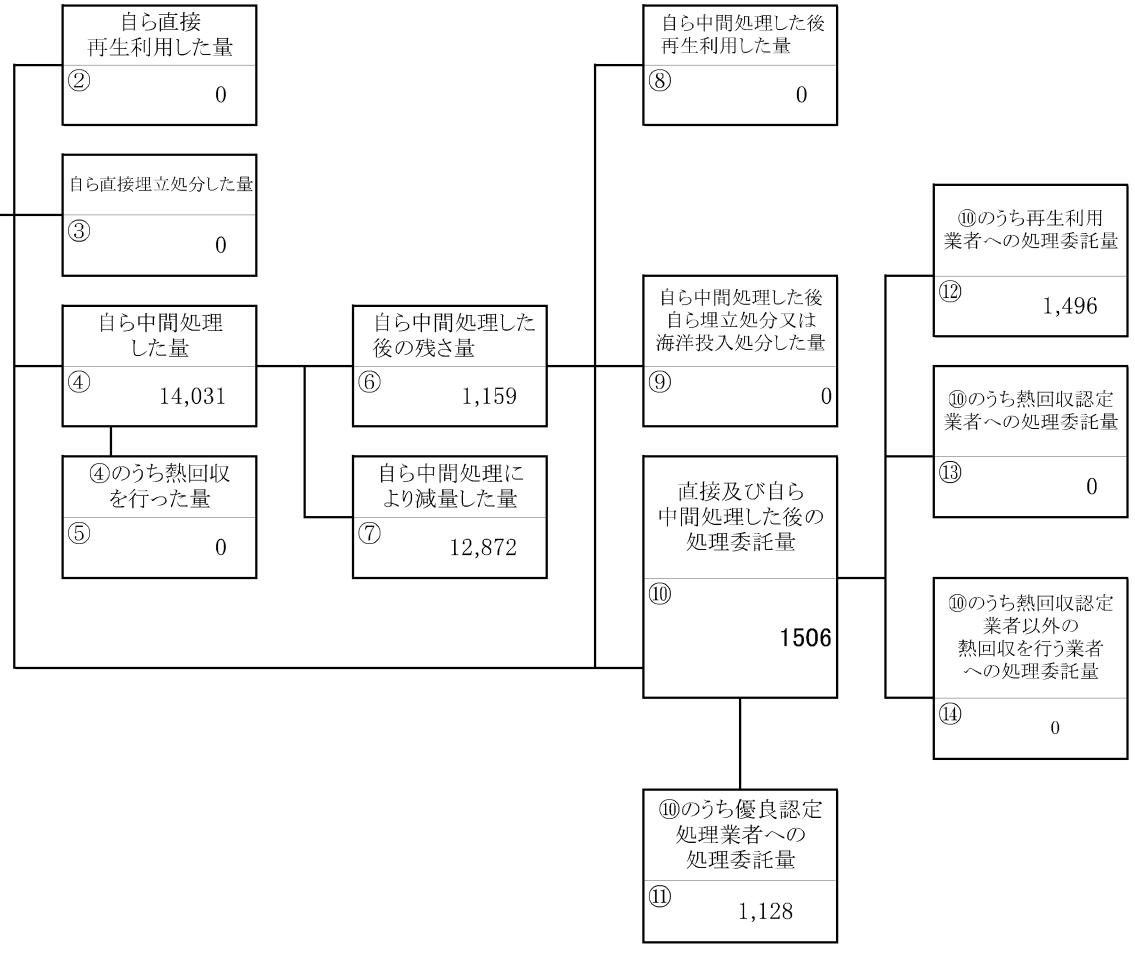 自ら直接
再生利用した量
②
0
自ら直接埋立処分した量
③
0
自ら中間処理
した量
④
14,031
④のうち熱回収
を行った量
⑤
0
自ら中間処理した
後の残さ量
⑥
1,159
自ら中間処理に
より減量した量
⑦
12,872
自ら中間処理した後
再生利用した量
⑧
0
自ら中間処理した後
自ら埋立処分又は
海洋投入処分した量
⑨
0
直接及び自ら
中間処理した後の
処理委託量
⑩
1506
⑩のうち優良認定
処理業者への
処理委託量
⑪
1,128
⑩のうち再生利用
業者への処理委託量
⑫
1,496
⑩のうち熱回収認定
業者への処理委託量
⑬
0
⑩のうち熱回収認定
業者以外の
熱回収を行う業者
への処理委託量
⑭
0